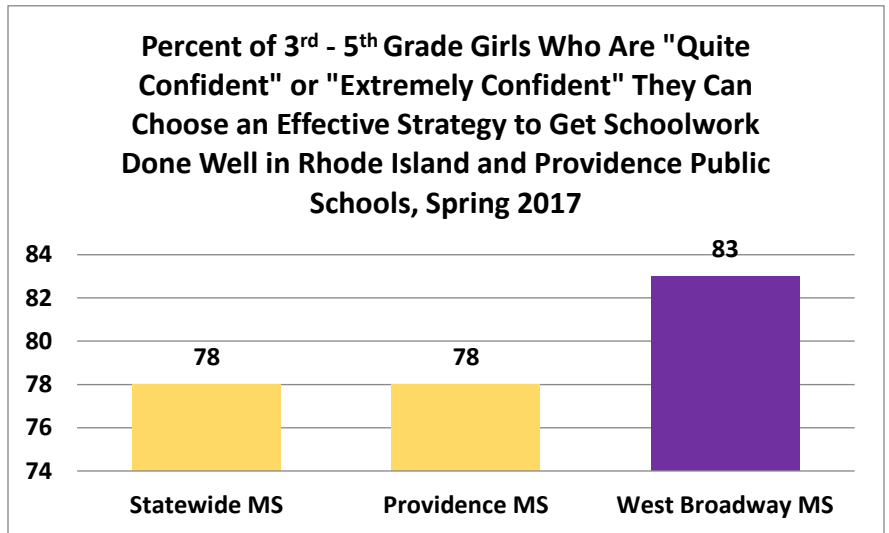 Percent of 3rd - 5th Grade Girls Who Are "Quite
Confident" or "Extremely Confident" They Can
Choose an Effective Strategy to Get Schoolwork
Done Well in Rhode Island and Providence Public
Schools, Spring 2017
84
82
80
78
76
74
78
78
83
Statewide MS
Providence MS
West Broadway MS